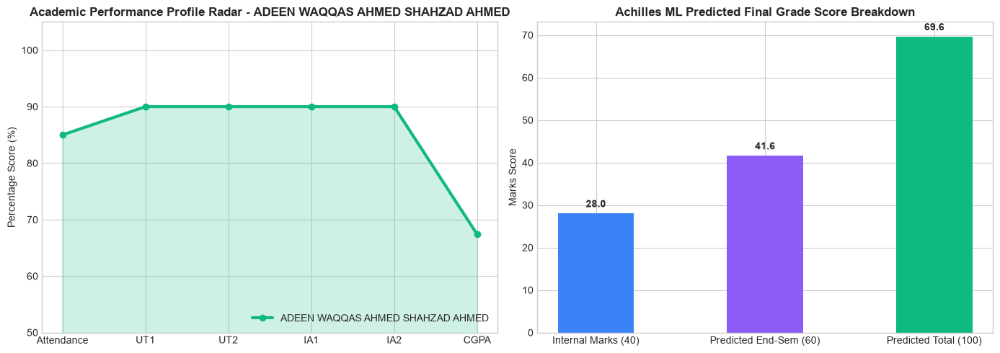 Academic Performance Profile Radar - ADEEN WAQQAS AHMED SHAHZAD AHMED
Percentage Score (%)
100
90
80
70
60
50
Attendance
UT1
UT2
IA1
IA2
CGPA
ADEEN WAQQAS AHMED SHAHZAD AHMED
Achilles ML Predicted Final Grade Score Breakdown
Marks Score
70
60
50
40
30
20
10
0
28.0
41.6
69.6
Internal Marks (40)
Predicted End-Sem (60)
Predicted Total (100)